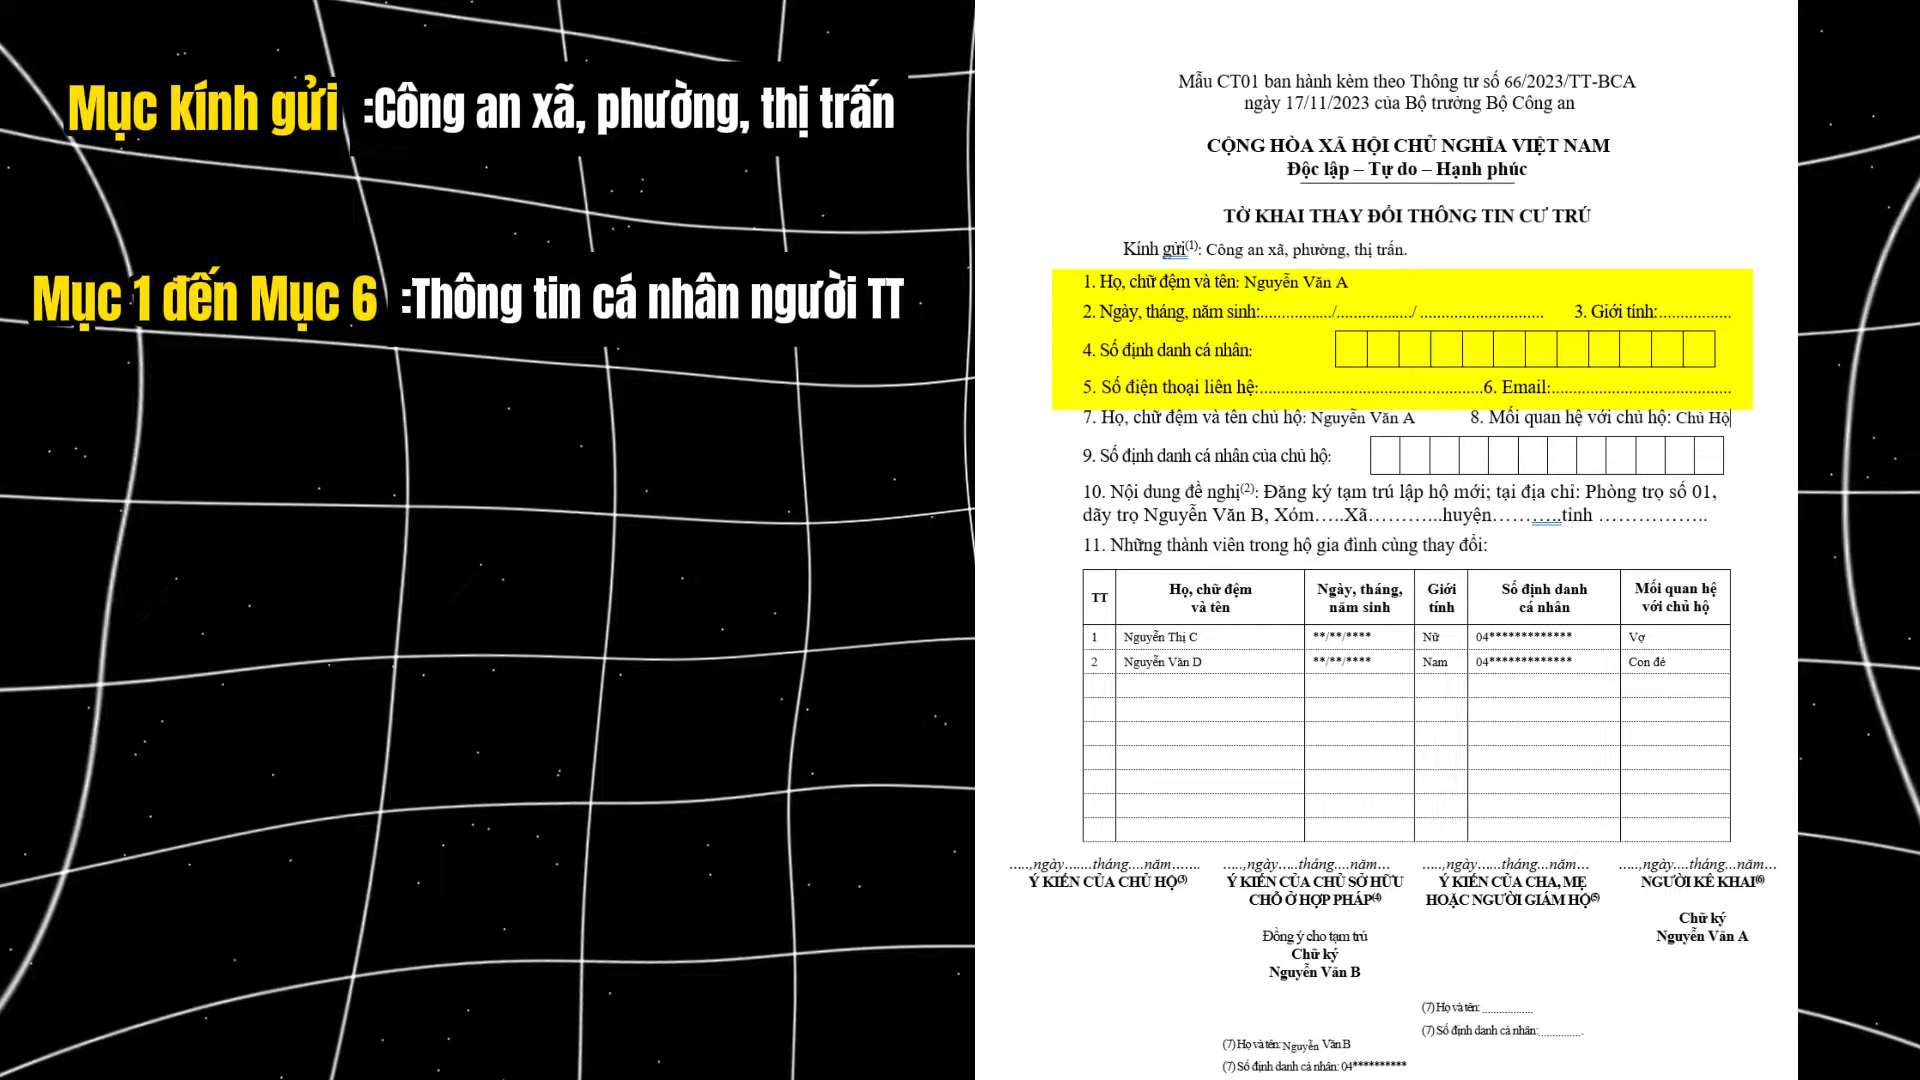 Mục kính gửi :Công an xã, phường, thị trấn
Mục 1 đến Mục 6 :Thông tin cá nhân người TT
Mẫu CT01 ban hành kèm theo Thông tư số 66/2023/TT-BCA
ngày 17/11/2023 của Bộ trưởng Bộ Công an
CỘNG HÒA XÃ HỘI CHỦ NGHĨA VIỆT NAM
Độc lập – Tự do – Hạnh phúc
TỜ KHAI THAY ĐỔI THÔNG TIN CƯ TRÚ
Kính gửi(1): Công an xã, phường, thị trấn.
1. Họ, chữ đệm và tên: Nguyễn Văn A
2. Ngày, tháng, năm sinh:................/................../ ............................ 3. Giới tính:................
4. Số định danh cá nhân:
5. Số điện thoại liên hệ:..................................................6. Email:........................................
7. Họ, chữ đệm và tên chủ hộ: Nguyễn Văn A 8. Mối quan hệ với chủ hộ: Chủ Hộ
9. Số định danh cá nhân của chủ hộ:
10. Nội dung đề nghị(2): Đăng ký tạm trú lập hộ mới; tại địa chỉ: Phòng trọ số 01,
dãy trọ Nguyễn Văn B, Xóm…..Xã………...huyện………..tỉnh ……………..
11. Những thành viên trong hộ gia đình cùng thay đổi:
TT Họ, chữ đệm và tên Ngày, tháng, năm sinh Giới tính Số định danh cá nhân Mối quan hệ với chủ hộ
1 Nguyễn Thị C **/**/**** Nữ 04************* Vợ
2 Nguyễn Văn D **/**/**** Nam 04************* Con đẻ
…..,ngày…....tháng....năm……. …..,ngày…..tháng...năm… …..,ngày…...tháng...năm… …..,ngày....tháng...năm…
Ý KIẾN CỦA CHỦ HỘ(3) Ý KIẾN CỦA CHỦ SỞ HỮU Ý KIẾN CỦA CHA, MẸ NGƯỜI KÊ KHAI(6)
CHỖ Ở HỢP PHÁP(4) HOẶC NGƯỜI GIÁM HỘ(5)
Chữ ký
Đồng ý cho tạm trú Nguyễn Văn A
Chữ ký
Nguyễn Văn B
(7) Họ và tên: ..................
(7) Số định danh cá nhân:...............
(7) Họ và tên: Nguyễn Văn B
(7) Số định danh cá nhân: 04**********